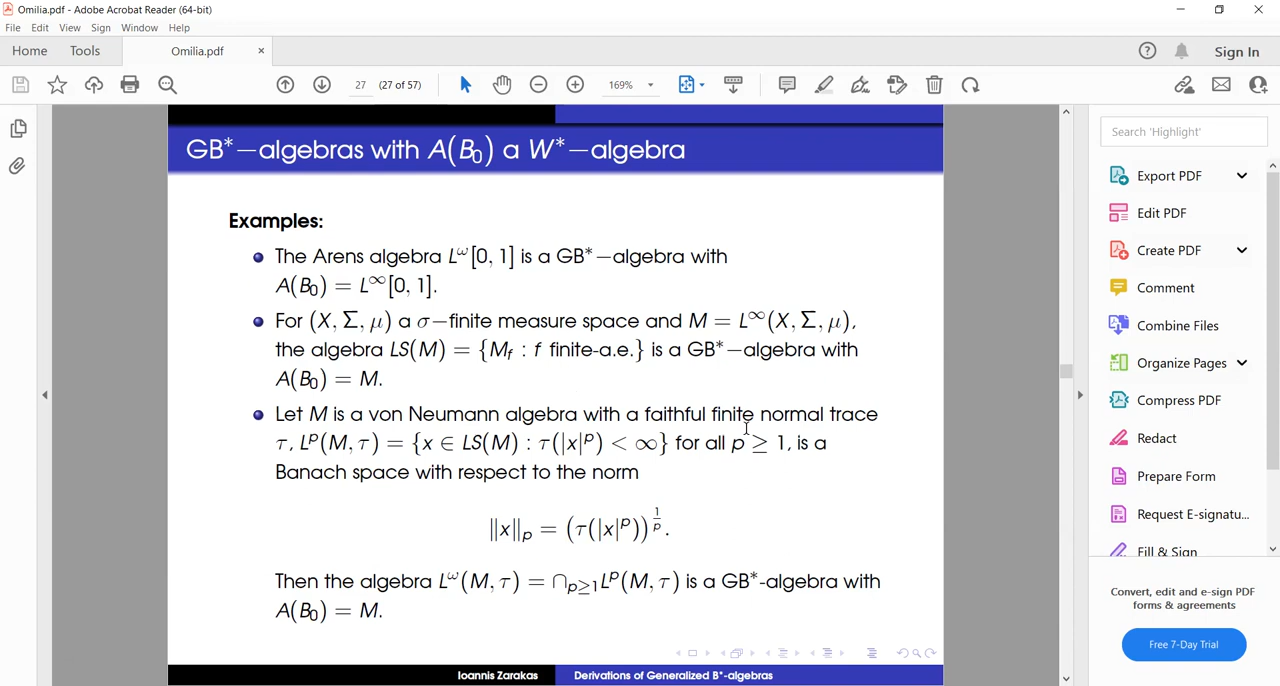 Omilia.pdf - Adobe Acrobat Reader (64-bit)
File Edit View Sign Window Help
Home Tools Omilia.pdf × Sign In
27 (27 of 57) 169%
GB*−algebras with A(B₀) a W*−algebra
Examples:
The Arens algebra L^ω[0, 1] is a GB*−algebra with
A(B₀) = L^∞[0, 1].
For (X, Σ, μ) a σ−finite measure space and M = L^∞(X, Σ, μ),
the algebra LS(M) = {M_f : f finite-a.e.} is a GB*−algebra with
A(B₀) = M.
Let M is a von Neumann algebra with a faithful finite normal trace
τ, L^p(M, τ) = {x ∈ LS(M) : τ(|x|^p) < ∞} for all p ≥ 1, is a
Banach space with respect to the norm
||x||_p = (τ(|x|^p))^{1/p}.
Then the algebra L^ω(M, τ) = ∩_{p≥1} L^p(M, τ) is a GB*-algebra with
A(B₀) = M.
Ioannis Zarakas Derivations of Generalized B*-algebras
Search 'Highlight'
Export PDF
Edit PDF
Create PDF
Comment
Combine Files
Organize Pages
Compress PDF
Redact
Prepare Form
Request E-signatu...
Fill & Sign
Convert, edit and e-sign PDF
forms & agreements
Free 7-Day Trial